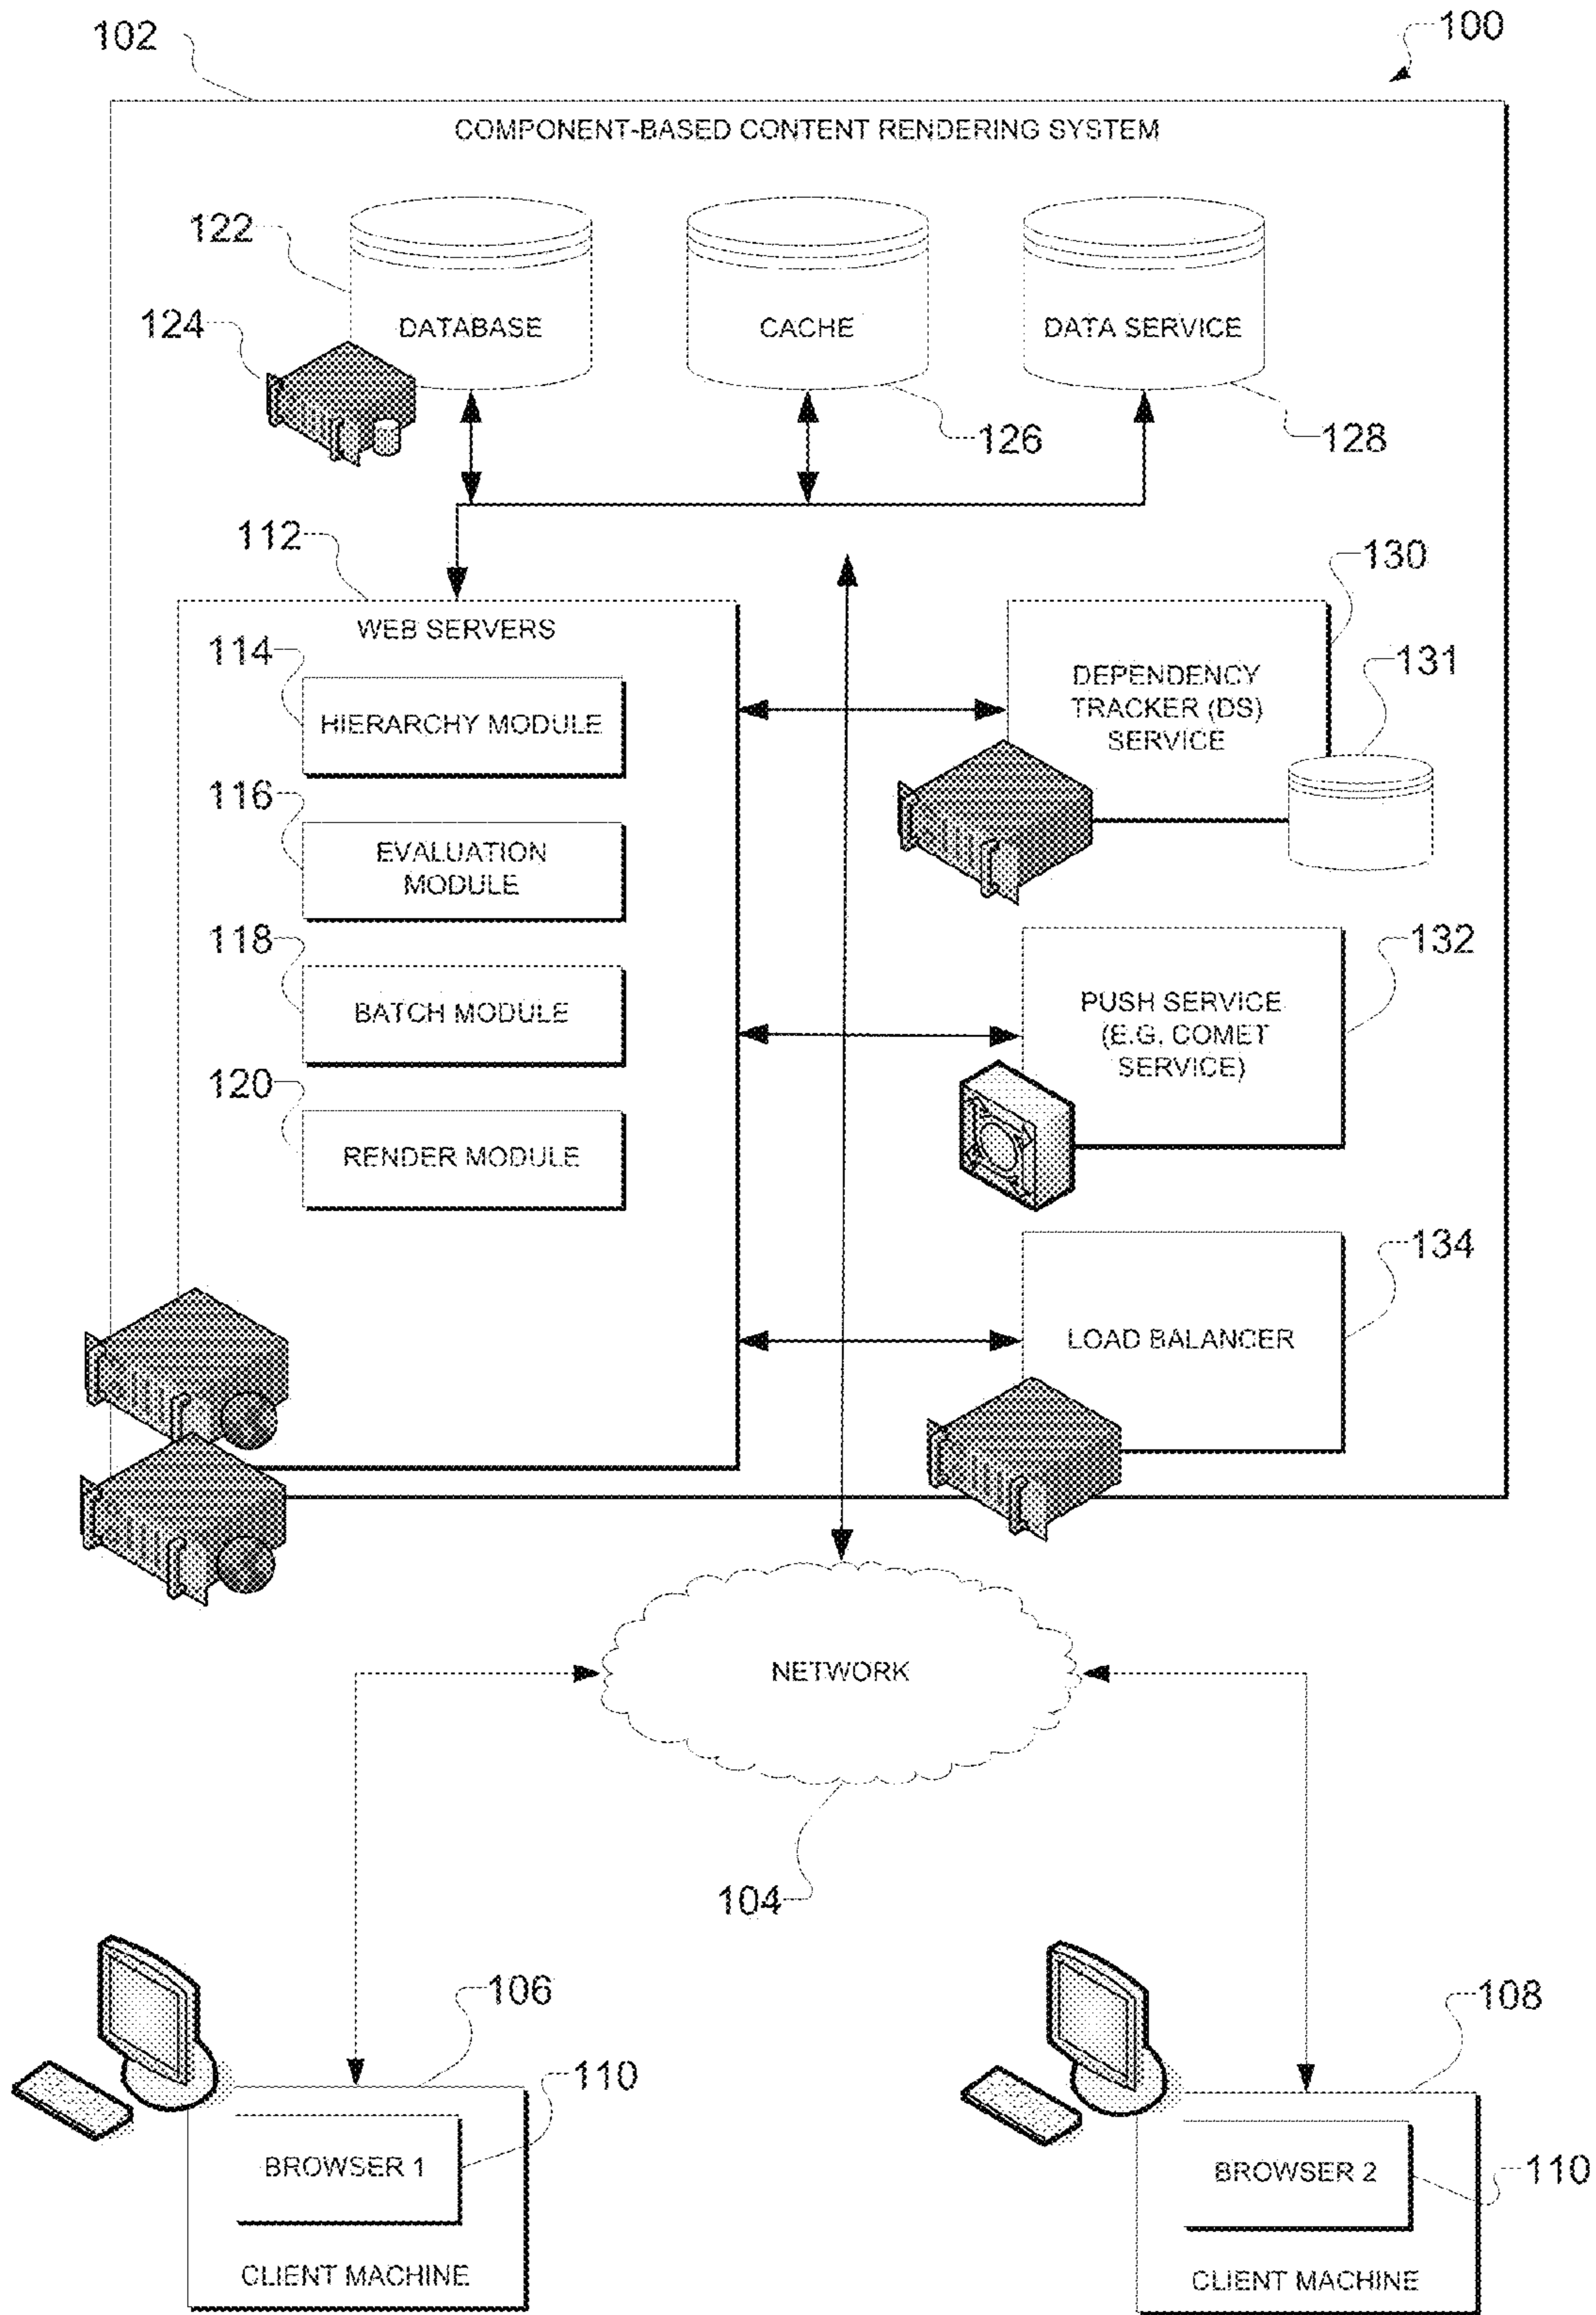 102
100
COMPONENT-BASED CONTENT RENDERING SYSTEM
122
124
DATABASE
CACHE
DATA SERVICE
126
128
112
130
WEB SERVERS
114
131
HIERARCHY MODULE
DEPENDENCY
TRACKER (DS)
SERVICE
116
EVALUATION
MODULE
118
132
BATCH MODULE
PUSH SERVICE
(E.G. COMET
SERVICE)
120
RENDER MODULE
134
LOAD BALANCER
NETWORK
104
106
108
110
BROWSER 1
BROWSER 2
110
CLIENT MACHINE
CLIENT MACHINE